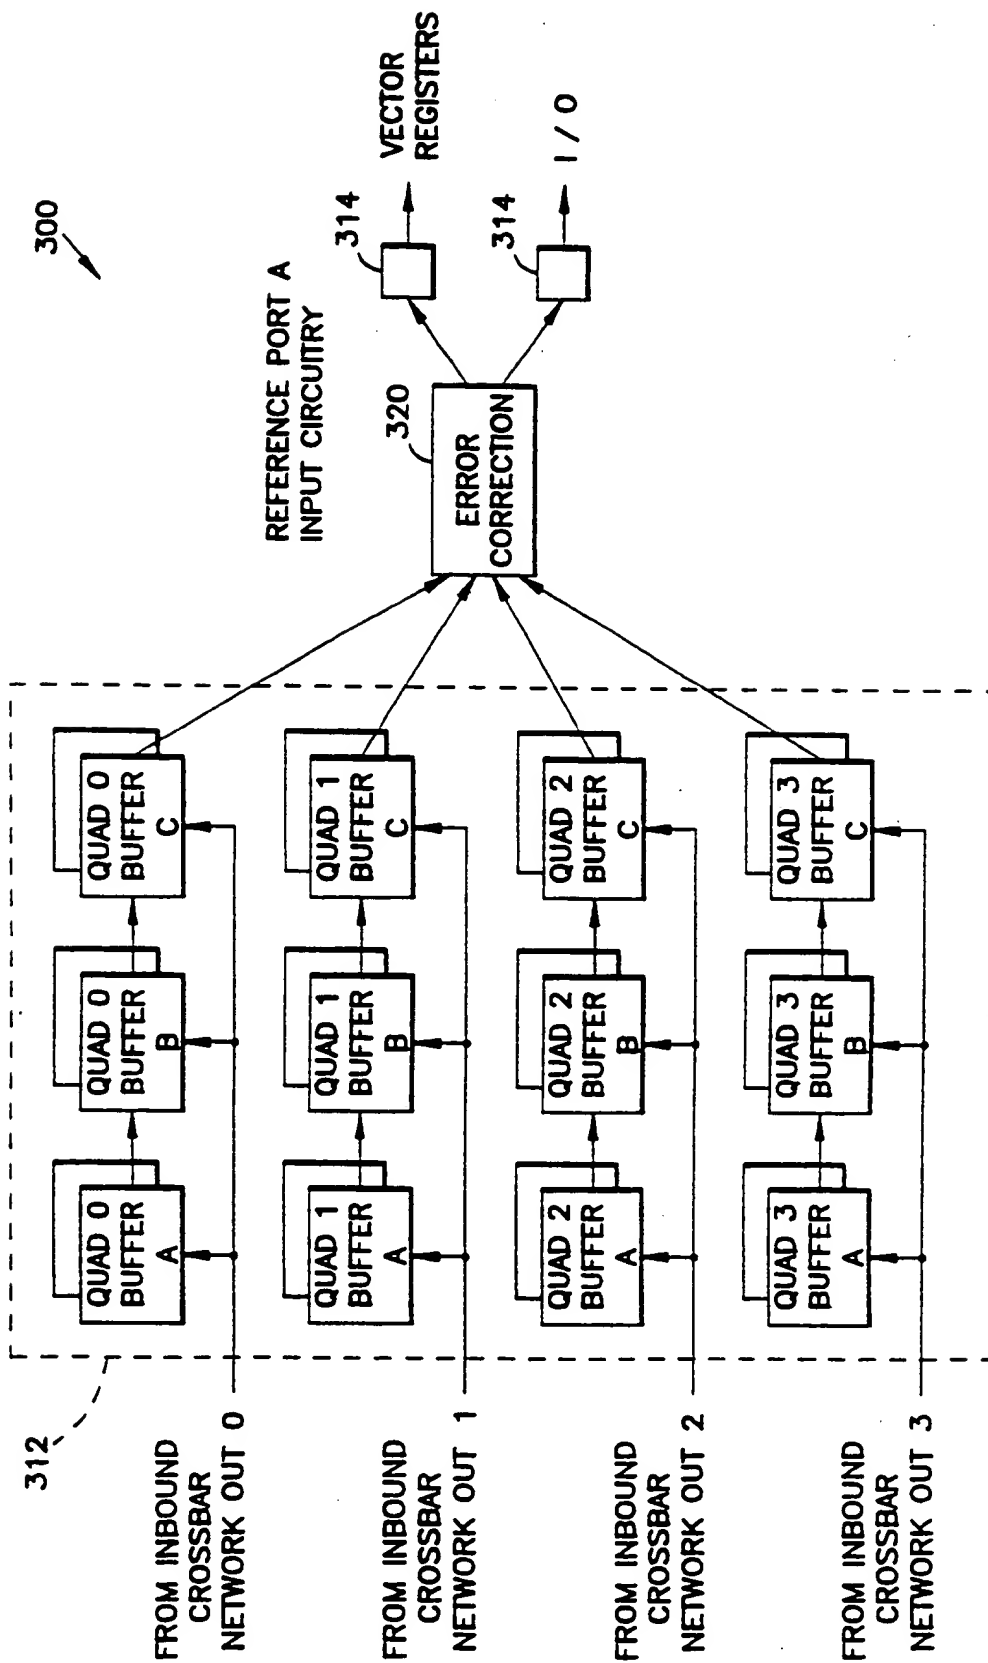 300
REFERENCE PORT A
INPUT CIRCUITRY
312
FROM INBOUND
CROSSBAR
NETWORK OUT 0
QUAD 0
BUFFER
A
QUAD 0
BUFFER
B
QUAD 0
BUFFER
C
FROM INBOUND
CROSSBAR
NETWORK OUT 1
QUAD 1
BUFFER
A
QUAD 1
BUFFER
B
QUAD 1
BUFFER
C
FROM INBOUND
CROSSBAR
NETWORK OUT 2
QUAD 2
BUFFER
A
QUAD 2
BUFFER
B
QUAD 2
BUFFER
C
FROM INBOUND
CROSSBAR
NETWORK OUT 3
QUAD 3
BUFFER
A
QUAD 3
BUFFER
B
QUAD 3
BUFFER
C
320
ERROR
CORRECTION
314
VECTOR
REGISTERS
314
I / O